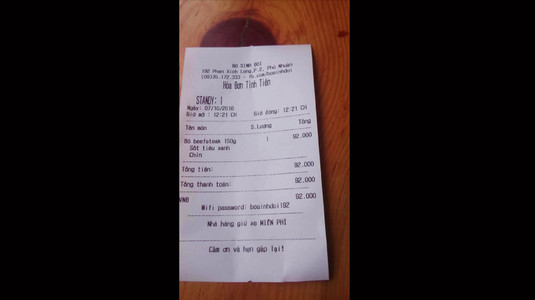 BÒ SINH ĐÔI
192 Phan Xích Long,P.2, Phú Nhuận
fb.com/bosinhdoi
Hóa Đơn Tính Tiền
STANDY: 1
Ngày: 07/10/2016
Giờ mở : 12:21 CH Giờ đóng: 12:21 CH
Tên món S.Lượng Tổng
Bò beefsteak 150g 1 92.000
Sốt tiêu xanh
Chín
Tổng tiền: 92.000
Tổng thanh toán: 92.000
VNĐ 92.000
Wifi password: bosinhdoi192
Nhà hàng giữ xe MIỄN PHÍ
Cảm ơn và hẹn gặp lại!